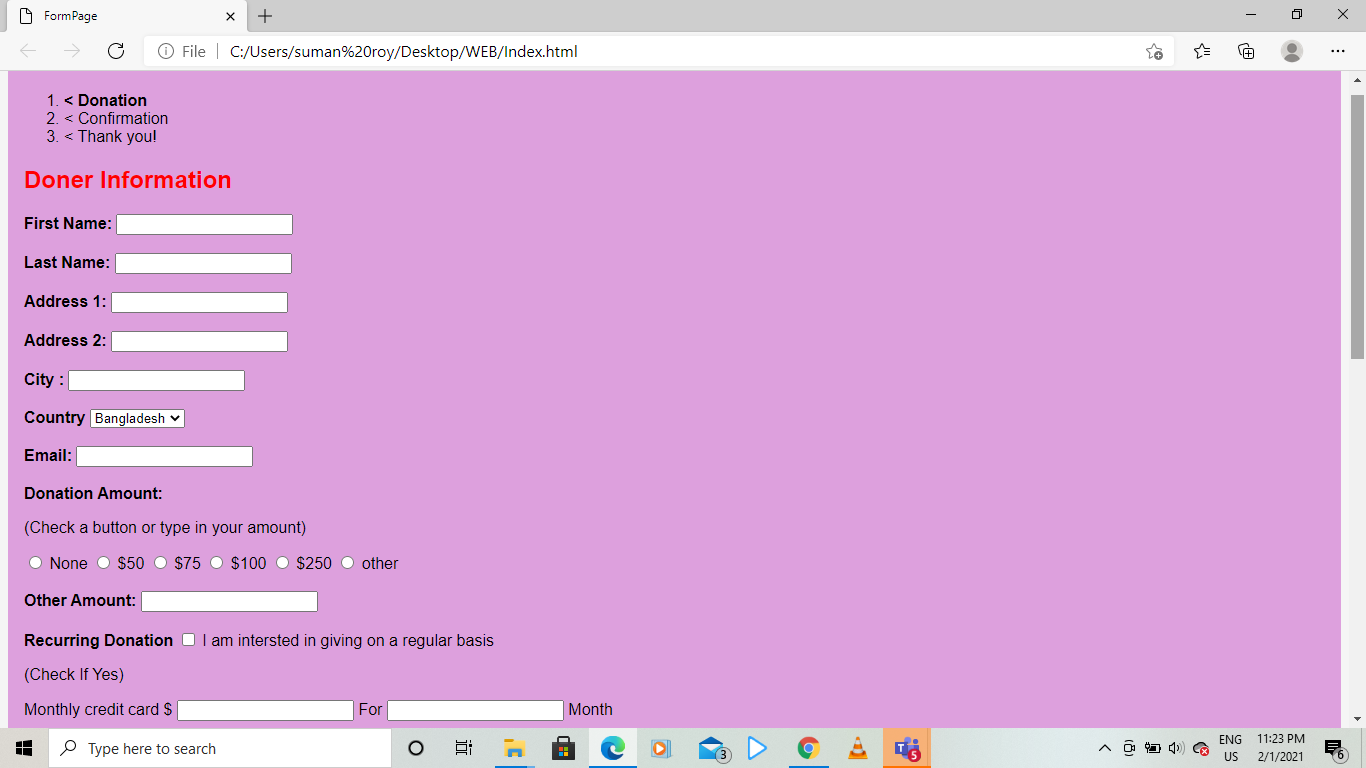 FormPage
File
C:/Users/suman%20roy/Desktop/WEB/Index.html
1. < Donation
2. < Confirmation
3. < Thank you!
Doner Information
First Name:
Last Name:
Address 1:
Address 2:
City :
Country Bangladesh
Email:
Donation Amount:
(Check a button or type in your amount)
None $50 $75 $100 $250 other
Other Amount:
Recurring Donation I am intersted in giving on a regular basis
(Check If Yes)
Monthly credit card $ For Month
Type here to search
3
5
ENG
US
11:23 PM
2/1/2021
6